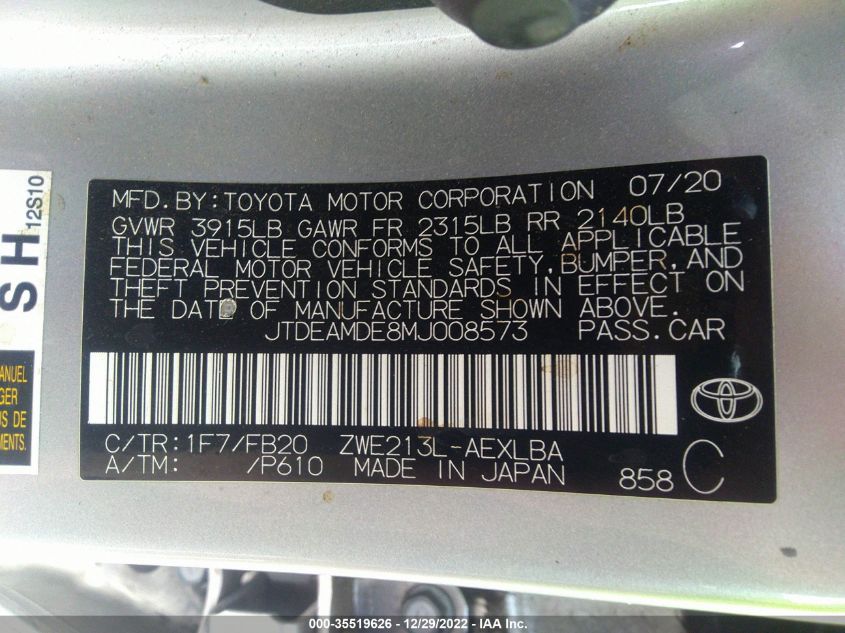 MFD. BY: TOYOTA MOTOR CORPORATION 07/20
GVWR 3915LB GAWR FR 2315LB RR 2140LB
THIS VEHICLE CONFORMS TO ALL APPLICABLE
FEDERAL MOTOR VEHICLE SAFETY, BUMPER, AND
THEFT PREVENTION STANDARDS IN EFFECT ON
THE DATE OF MANUFACTURE SHOWN ABOVE.
JTDEAMDE8MJ008573 PASS. CAR
C/TR: 1F7/FB20 ZWE213L-AEXLBA
A/TM: /P610 MADE IN JAPAN 858 C
SH
12S10
MANUEL
GER
US DE
MENTS.
000-35519626 - 12/29/2022 - IAA Inc.